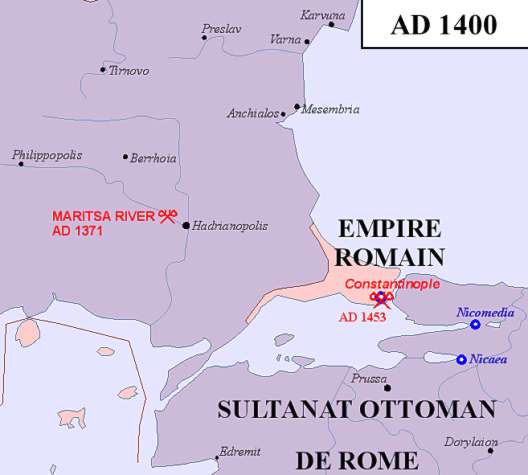 Karvuna
AD 1400
Preslav
Varna
Tirnovo
Anchialos
Mesembria
Philippopolis
Berrhoia
MARITSA RIVER
AD 1371
Hadrianopolis
EMPIRE
ROMAIN
Constantinople
AD 1453
Nicomedia
Nicaea
Prussa
SULTANAT OTTOMAN
Dorylaion
Edremit
DE ROME